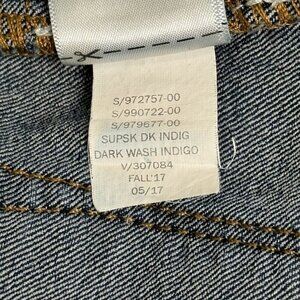 S/972757-00
S/990722-00
S/979677-00
SUPSK DK INDIG
DARK WASH INDIGO
V/307084
FALL'17
05/17